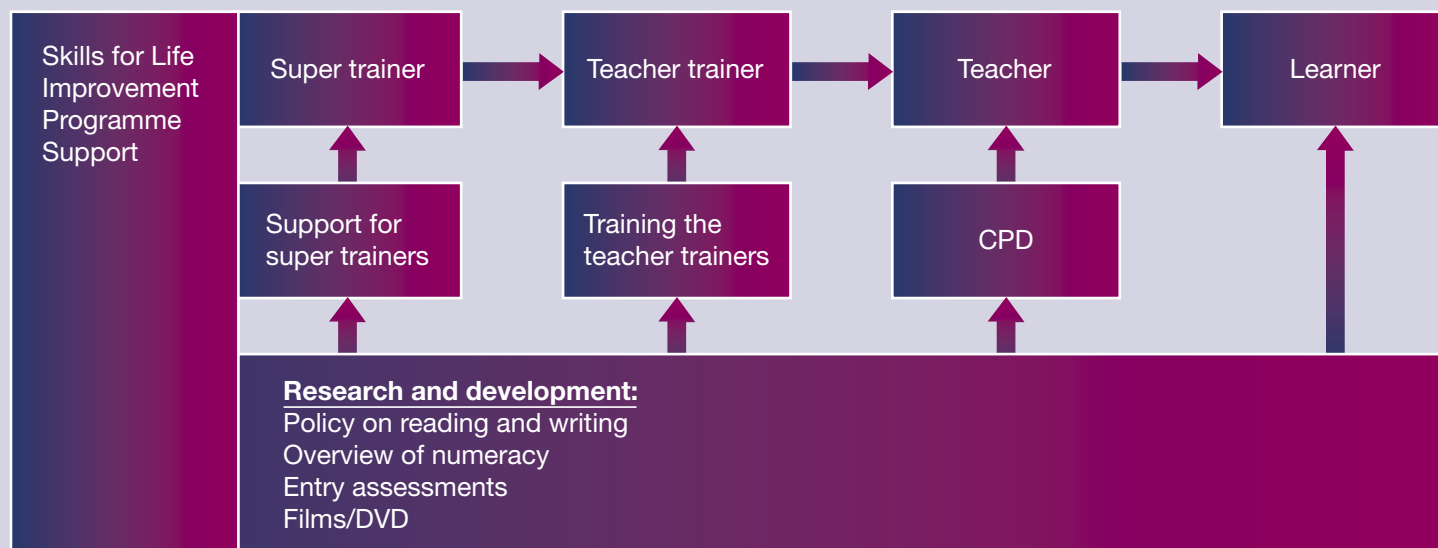 Skills for Life
Improvement
Programme
Support
Super trainer
Teacher trainer
Teacher
Learner
Support for
super trainers
Training the
teacher trainers
CPD
Research and development:
Policy on reading and writing
Overview of numeracy
Entry assessments
Films/DVD